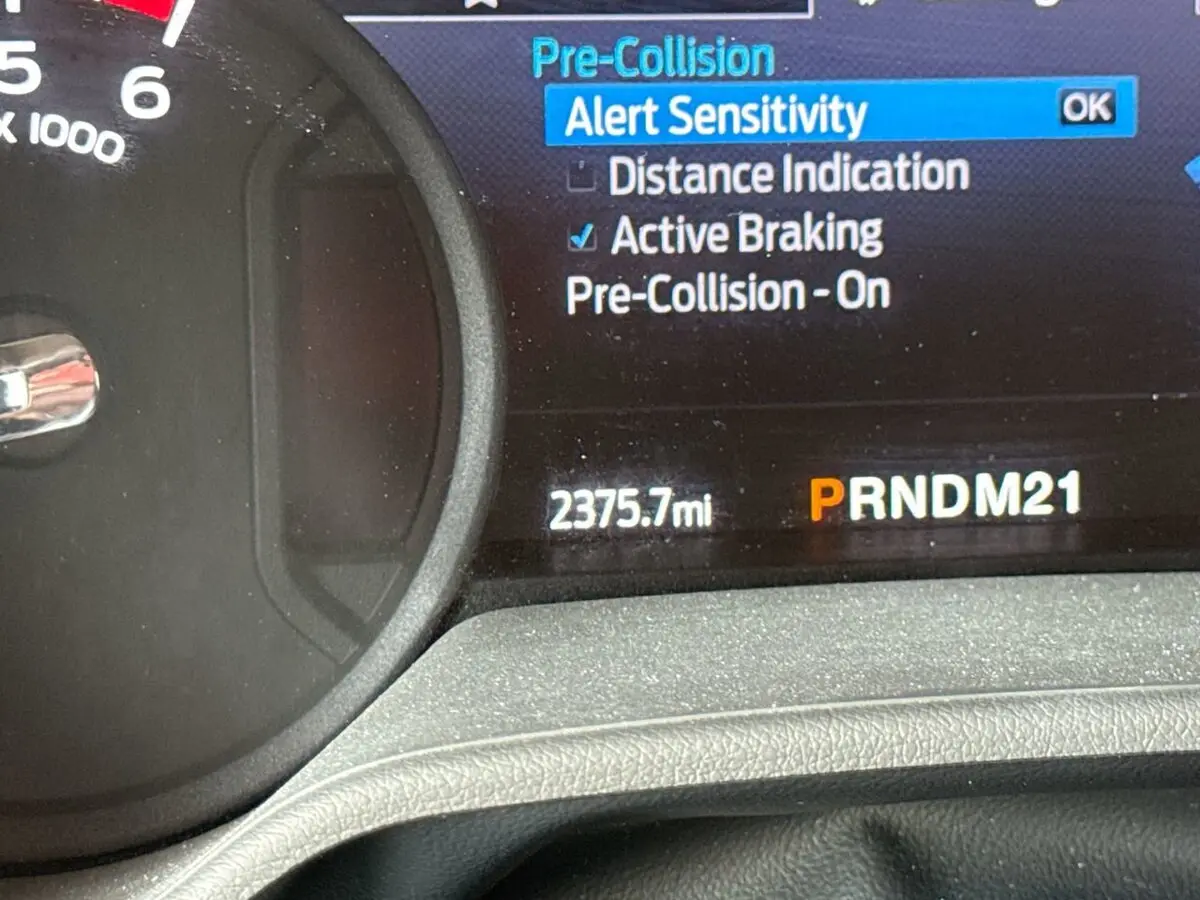 5
6
x 1000
Pre-Collision
Alert Sensitivity OK
Distance Indication
Active Braking
Pre-Collision - On
2375.7mi PRNDM21